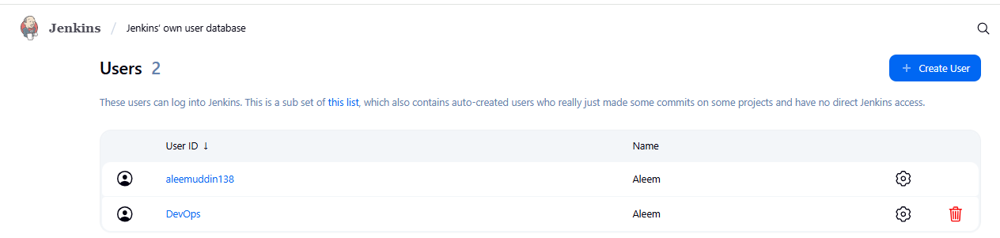 Jenkins / Jenkins' own user database
Users 2
+ Create User
These users can log into Jenkins. This is a sub set of this list, which also contains auto-created users who really just made some commits on some projects and have no direct Jenkins access.
User ID ↓ Name
aleemuddin138 Aleem
DevOps Aleem